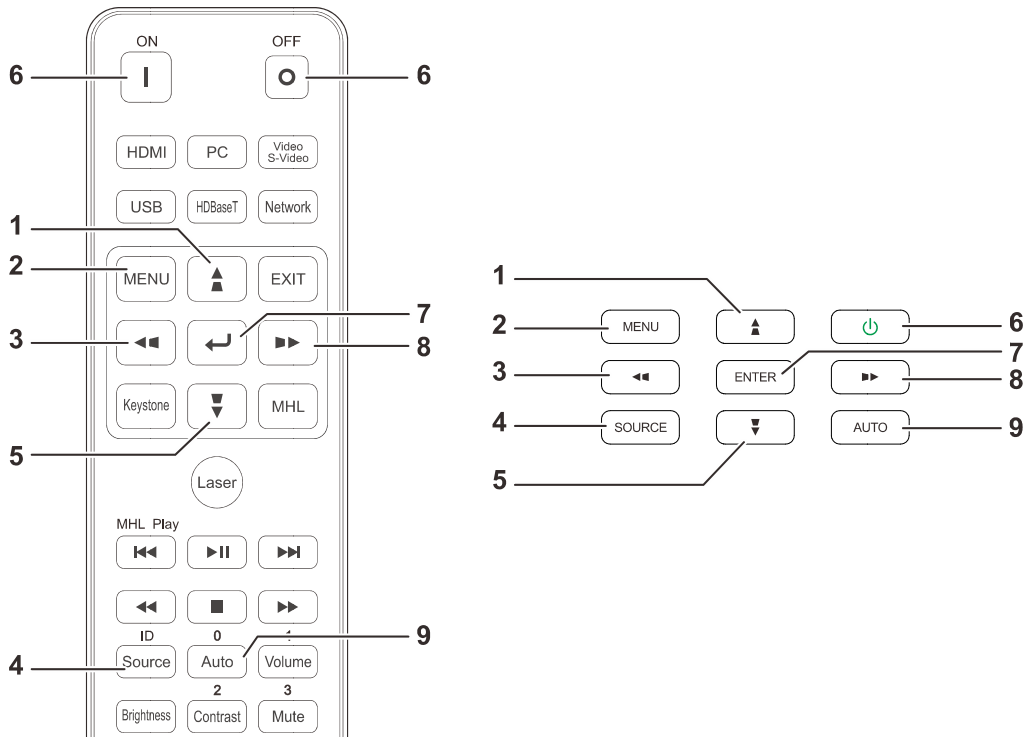 ON OFF
6 6
HDMI PC Video
S-Video
USB HDBaseT Network
1
2 MENU EXIT
3 7
8
Keystone MHL
5
Laser
MHL Play
ID 0 1
4 Source Auto Volume 9
2 3
Brightness Contrast Mute
1
2 MENU 6
7
3 ENTER 8
4 SOURCE AUTO 9
5